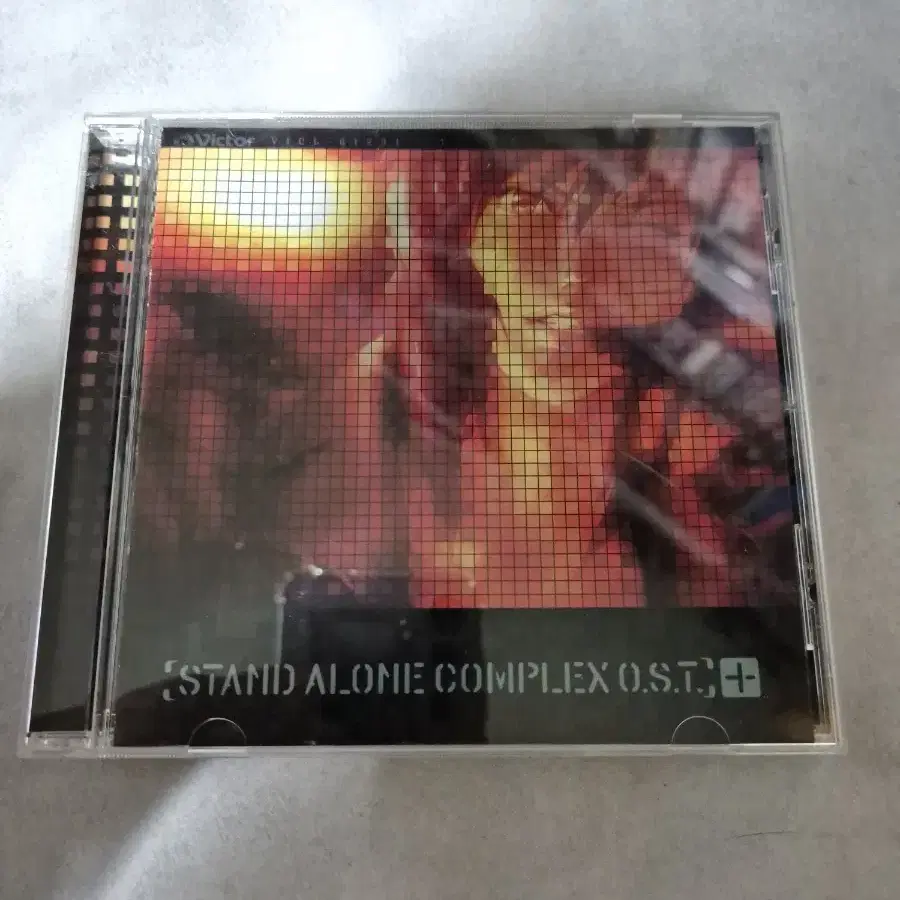 Victor
[STAND ALONE COMPLEX O.S.T.]+